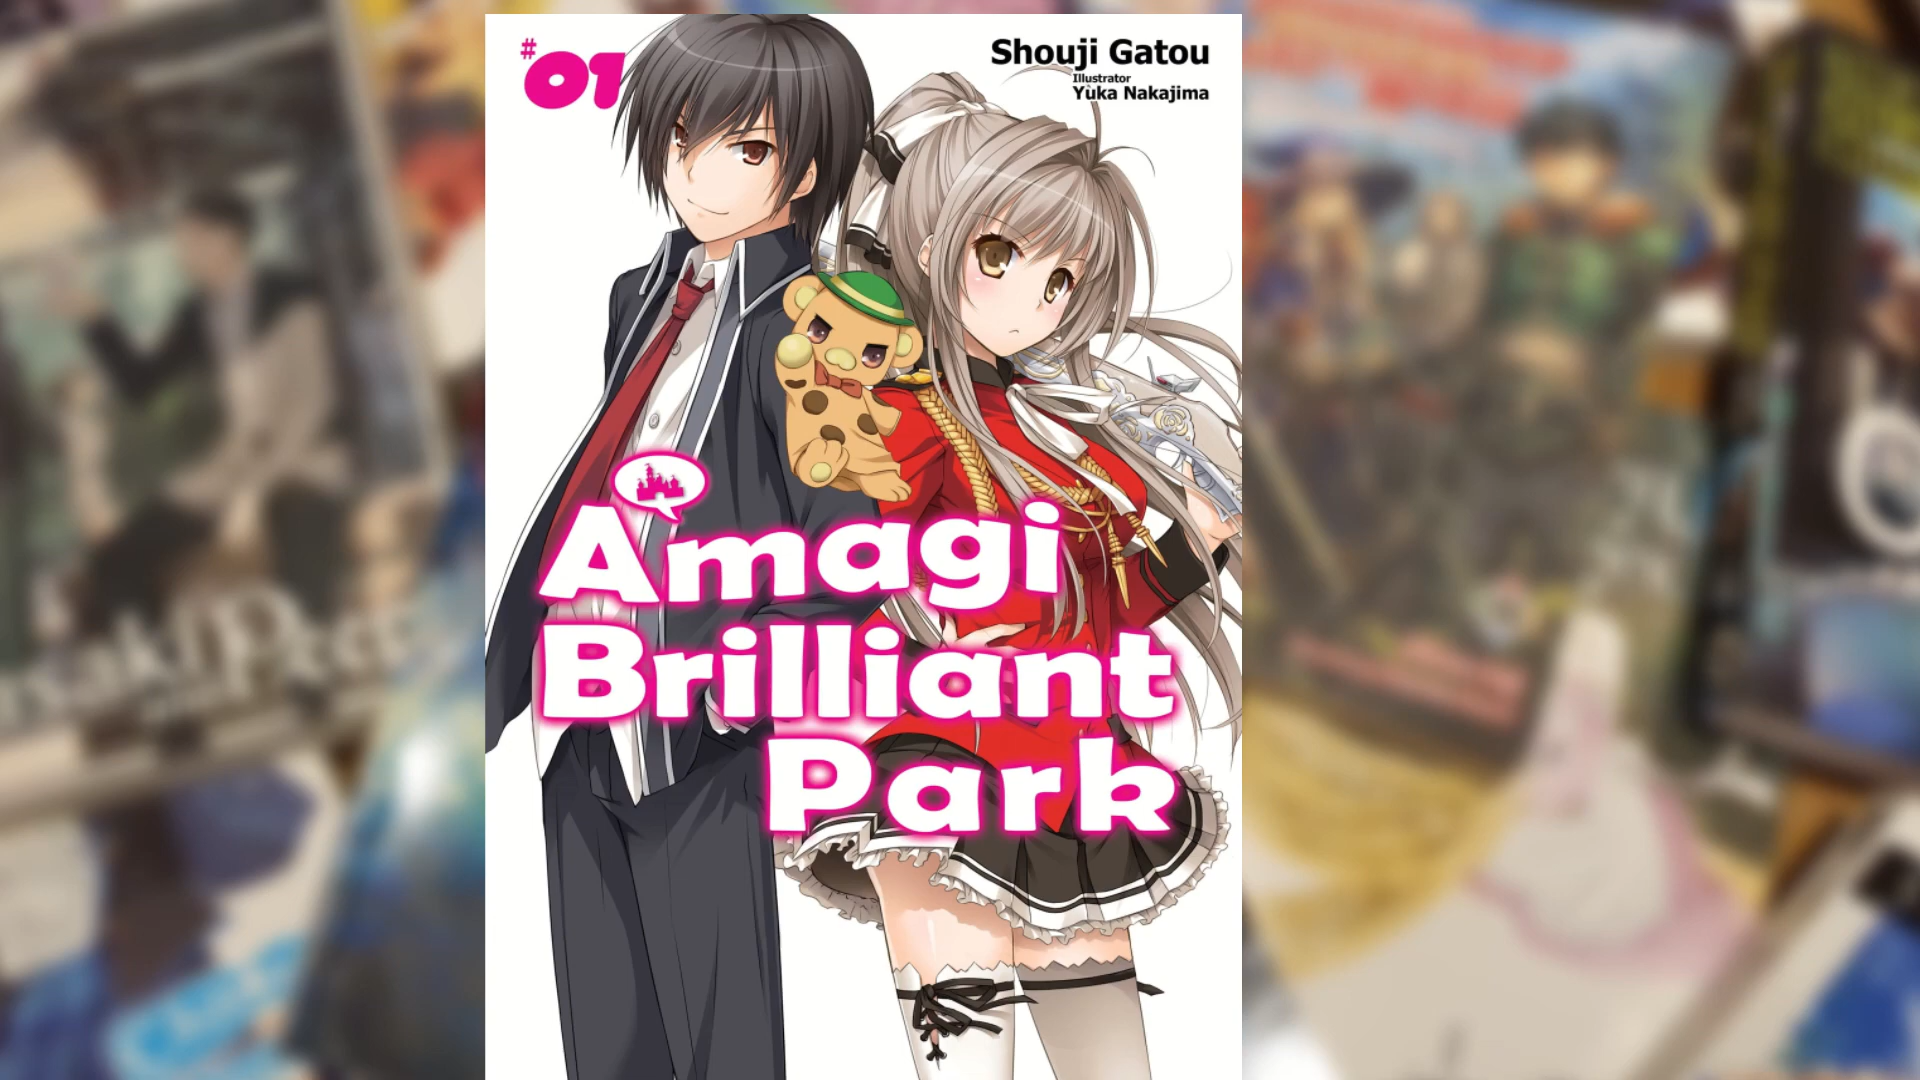 #01
Shouji Gatou
Illustrator
Yuka Nakajima
Amagi
Brilliant
Park